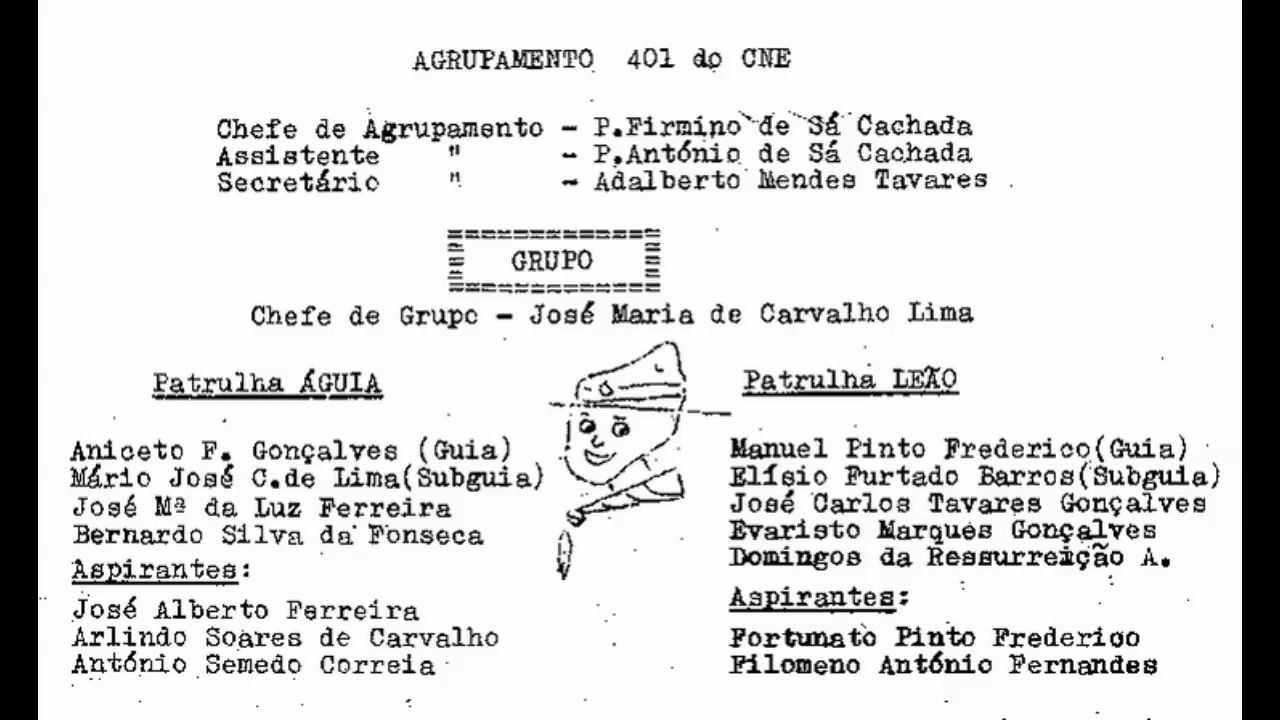 AGRUPAMENTO 401 do CNE
Chefe de Agrupamento - P.Firmino de Sá Cachada
Assistente " - P.António de Sá Cachada
Secretário " - Adalberto Mendes Tavares
GRUPO
Chefe de Grupo - José Maria de Carvalho Lima
Patrulha ÁGUIA
Aniceto F. Gonçalves (Guia)
Mário José C.de Lima(Subguia)
José Mª da Luz Ferreira
Bernardo Silva da Fonseca
Aspirantes:
José Alberto Ferreira
Arlindo Soares de Carvalho
António Semedo Correia
Patrulha LEÃO
Manuel Pinto Frederico(Guia)
Elísio Furtado Barros(Subguia)
José Carlos Tavares Gonçalves
Evaristo Marques Gonçalves
Domingos da Ressurreição A.
Aspirantes:
Fortunato Pinto Frederico
Filomeno António Fernandes